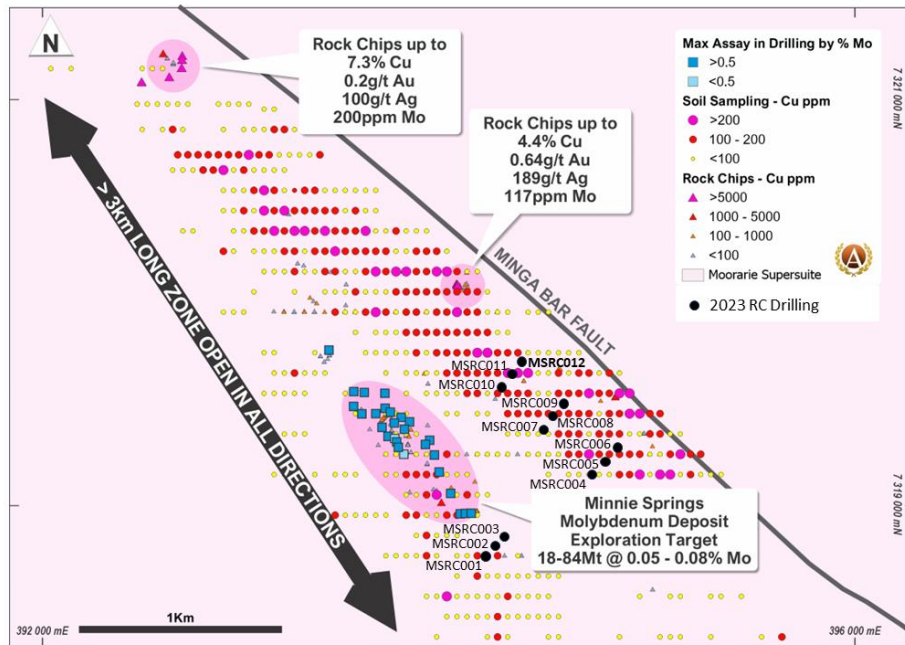 N
Rock Chips up to
7.3% Cu
0.2g/t Au
100g/t Ag
200ppm Mo
Rock Chips up to
4.4% Cu
0.64g/t Au
189g/t Ag
117ppm Mo
Max Assay in Drilling by % Mo
>0.5
<0.5
Soil Sampling - Cu ppm
>200
100 - 200
<100
Rock Chips - Cu ppm
>5000
1000 - 5000
100 - 1000
<100
Moorarie Supersuite
A
2023 RC Drilling
7 321 000 mN
> 3km LONG ZONE OPEN IN ALL DIRECTIONS
MINGA BAR FAULT
MSRC012
MSRC011
MSRC010
MSRC009
MSRC008
MSRC007
MSRC006
MSRC005
MSRC004
7 319 000 mN
Minnie Springs
Molybdenum Deposit
Exploration Target
18-84Mt @ 0.05 - 0.08% Mo
MSRC003
MSRC002
MSRC001
1Km
392 000 mE
396 000 mE